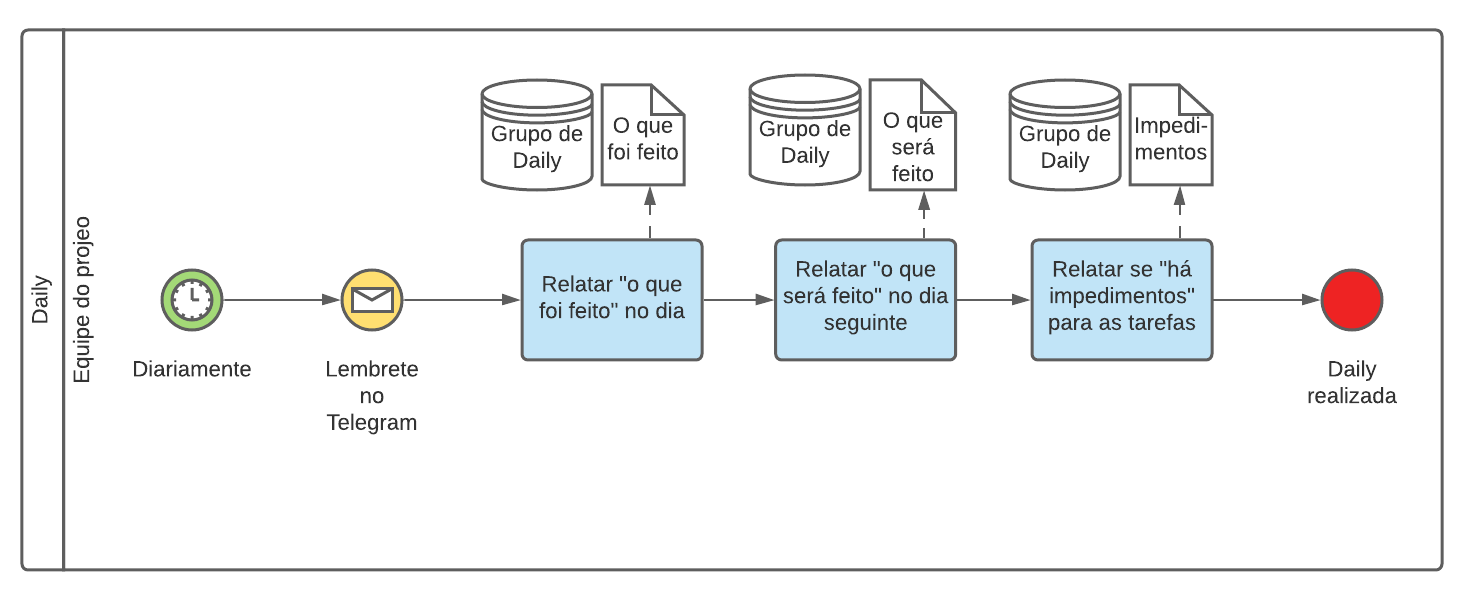 Daily
Equipe do projeo
Diariamente
Lembrete
no
Telegram
Grupo de
Daily
O que
foi feito
Relatar "o que
foi feito" no dia
Grupo de
Daily
O que
será
feito
Relatar "o que
será feito" no dia
seguinte
Grupo de
Daily
Impedi-
mentos
Relatar se "há
impedimentos"
para as tarefas
Daily
realizada